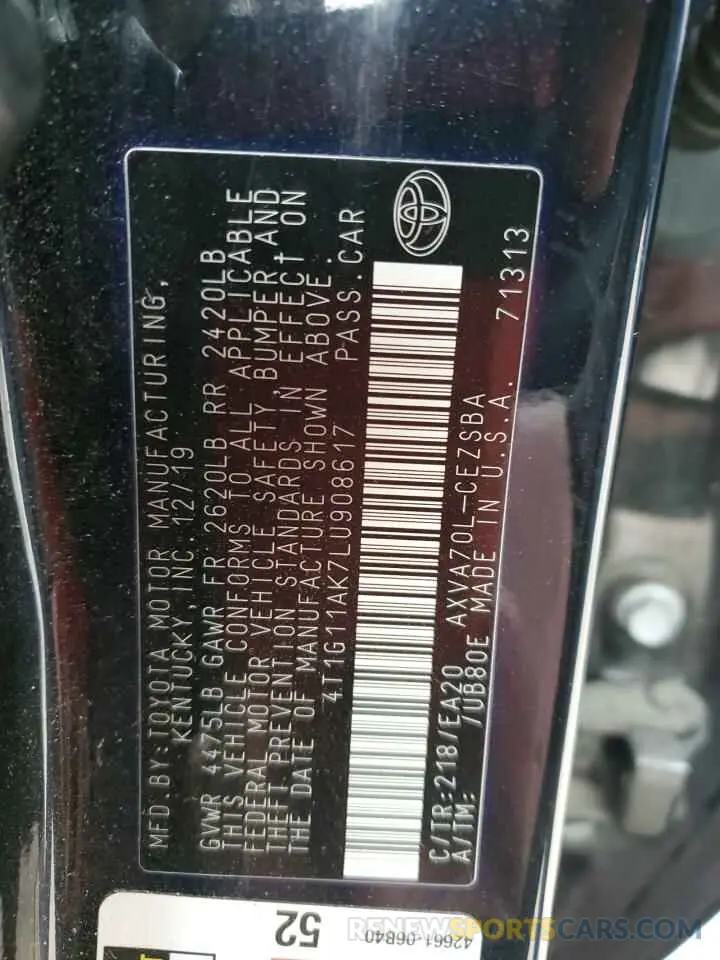 MFD. BY: TOYOTA MOTOR MANUFACTURING,
KENTUCKY, INC. 12/19
GVWR 4475LB GAWR FR 2620LB RR 2420LB
THIS VEHICLE CONFORMS TO ALL APPLICABLE
FEDERAL MOTOR VEHICLE SAFETY, BUMPER, AND
THEFT PREVENTION STANDARDS IN EFFECT ON
THE DATE OF MANUFACTURE SHOWN ABOVE.
4T1G11AK7LU908617 PASS.CAR
C/TR:218/EA20 AXVA70L-CEZSBA
A/TM: /UB80E MADE IN U.S.A. 71313
52
42661-06B40
RENEWSPORTCARS.COM